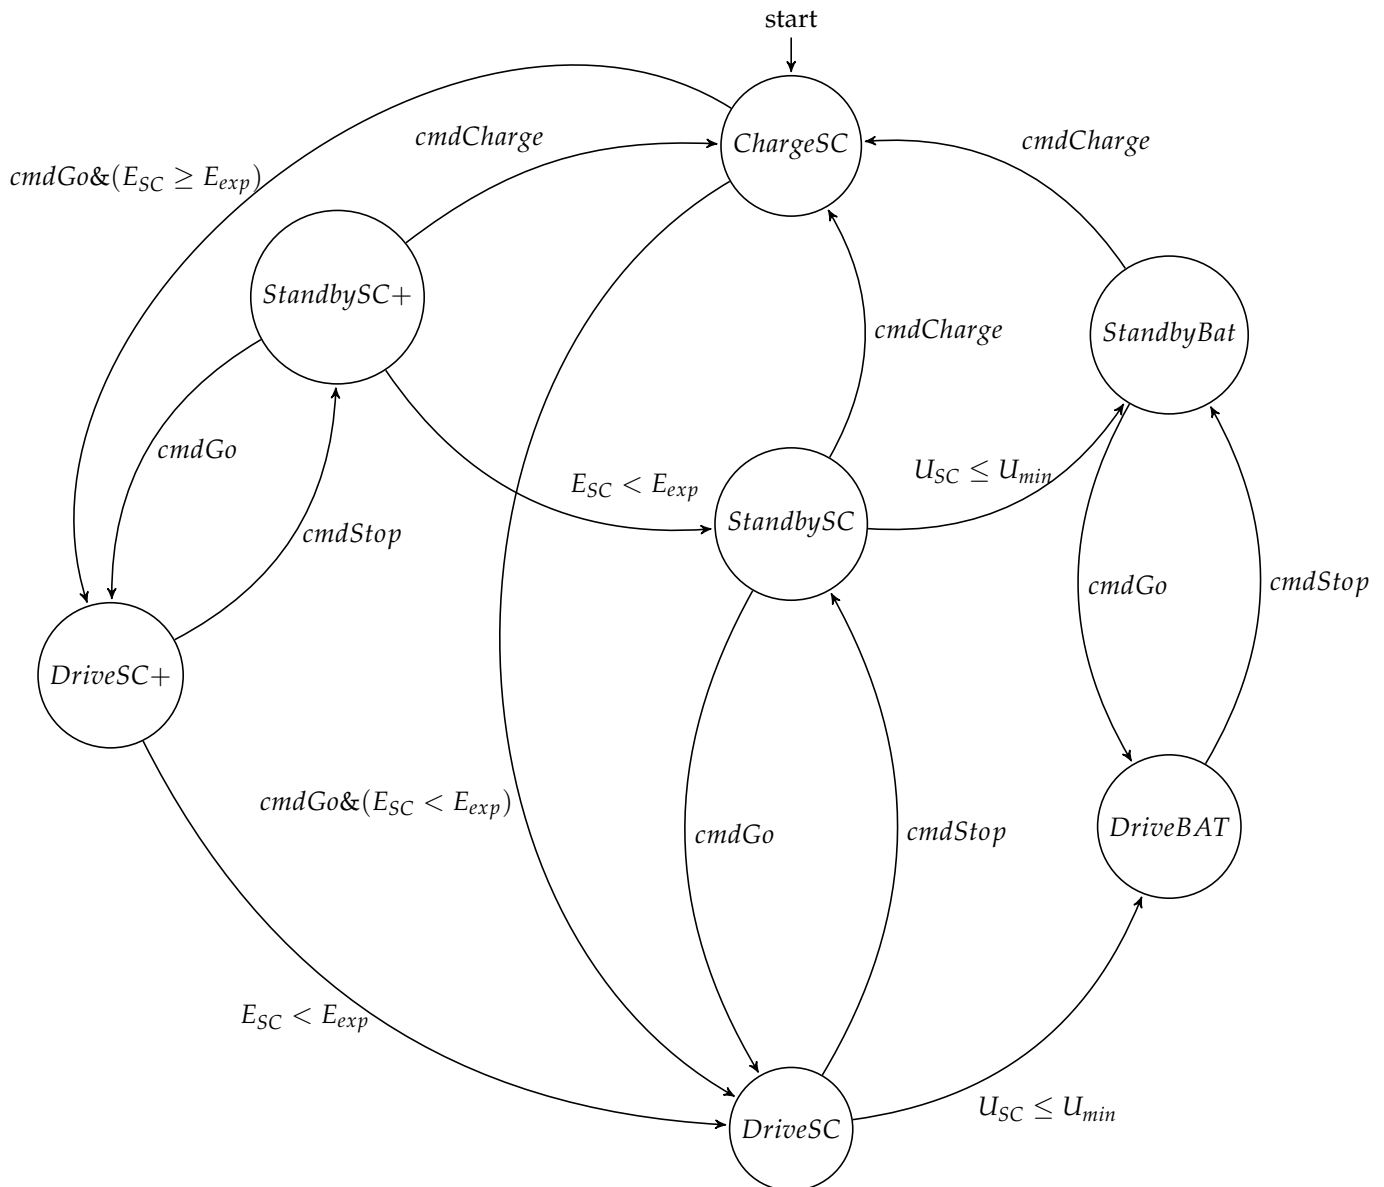 start
cmdCharge
ChargeSC
cmdCharge
cmdGo&(E_SC ≥ E_exp)
StandbySC+
cmdCharge
StandbyBat
cmdGo
E_SC < E_exp
U_SC ≤ U_min
StandbySC
cmdStop
cmdGo
cmdStop
DriveSC+
cmdGo&(E_SC < E_exp)
cmdGo
cmdStop
DriveBAT
E_SC < E_exp
U_SC ≤ U_min
DriveSC